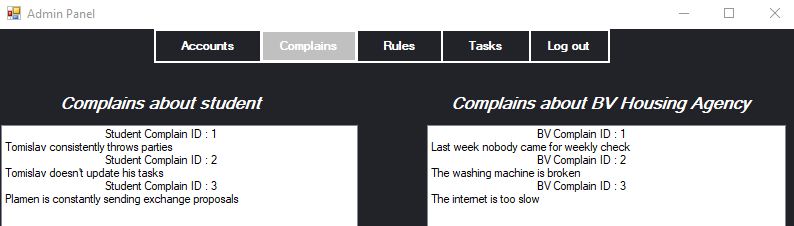 Admin Panel
Accounts Complains Rules Tasks Log out
Complains about student
Student Complain ID : 1
Tomislav consistently throws parties
Student Complain ID : 2
Tomislav doesn't update his tasks
Student Complain ID : 3
Plamen is constantly sending exchange proposals
Complains about BV Housing Agency
BV Complain ID : 1
Last week nobody came for weekly check
BV Complain ID : 2
The washing machine is broken
BV Complain ID : 3
The internet is too slow